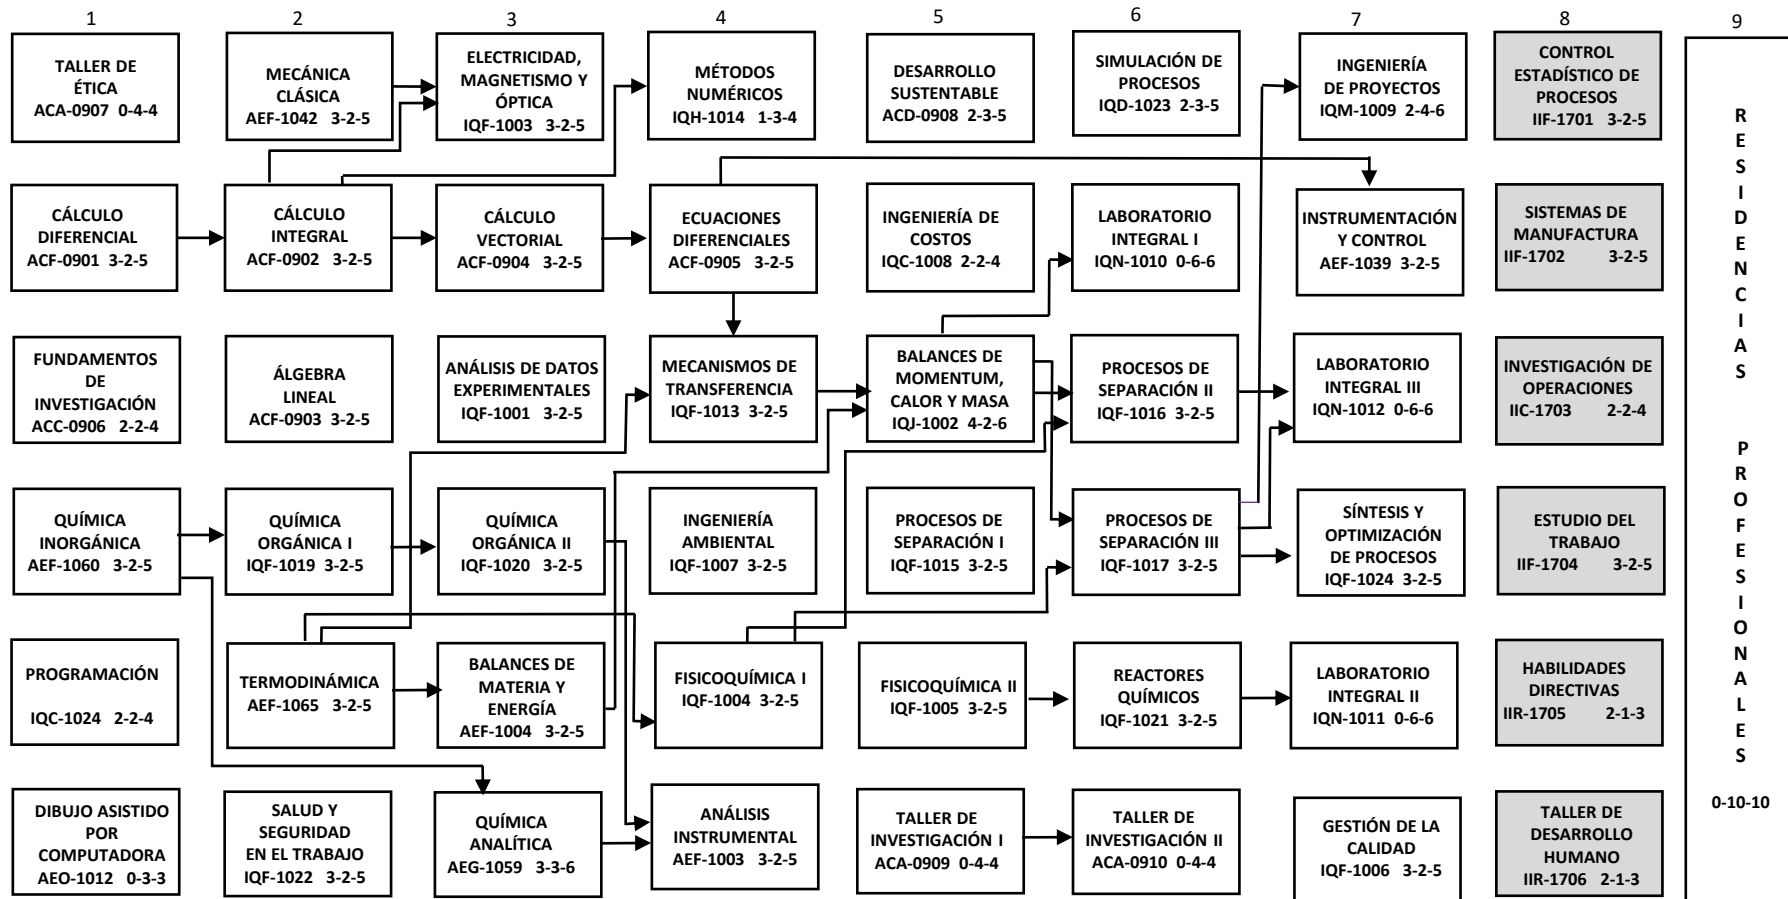 1
2
3
4
5
6
7
8
9
TALLER DE
ÉTICA
ACA-0907 0-4-4
MECÁNICA
CLÁSICA
AEF-1042 3-2-5
ELECTRICIDAD,
MAGNETISMO Y
ÓPTICA
IQF-1003 3-2-5
MÉTODOS
NUMÉRICOS
IQH-1014 1-3-4
DESARROLLO
SUSTENTABLE
ACD-0908 2-3-5
SIMULACIÓN DE
PROCESOS
IQD-1023 2-3-5
INGENIERÍA
DE PROYECTOS
IQM-1009 2-4-6
CONTROL
ESTADÍSTICO DE
PROCESOS
IIF-1701 3-2-5
CÁLCULO
DIFERENCIAL
ACF-0901 3-2-5
CÁLCULO
INTEGRAL
ACF-0902 3-2-5
CÁLCULO
VECTORIAL
ACF-0904 3-2-5
ECUACIONES
DIFERENCIALES
ACF-0905 3-2-5
INGENIERÍA DE
COSTOS
IQC-1008 2-2-4
LABORATORIO
INTEGRAL I
IQN-1010 0-6-6
INSTRUMENTACIÓN
Y CONTROL
AEF-1039 3-2-5
SISTEMAS DE
MANUFACTURA
IIF-1702 3-2-5
FUNDAMENTOS
DE
INVESTIGACIÓN
ACC-0906 2-2-4
ÁLGEBRA
LINEAL
ACF-0903 3-2-5
ANÁLISIS DE DATOS
EXPERIMENTALES
IQF-1001 3-2-5
MECANISMOS DE
TRANSFERENCIA
IQF-1013 3-2-5
BALANCES DE
MOMENTUM,
CALOR Y MASA
IQJ-1002 4-2-6
PROCESOS DE
SEPARACIÓN II
IQF-1016 3-2-5
LABORATORIO
INTEGRAL III
IQN-1012 0-6-6
INVESTIGACIÓN DE
OPERACIONES
IIC-1703 2-2-4
QUÍMICA
INORGÁNICA
AEF-1060 3-2-5
QUÍMICA
ORGÁNICA I
IQF-1019 3-2-5
QUÍMICA
ORGÁNICA II
IQF-1020 3-2-5
INGENIERÍA
AMBIENTAL
IQF-1007 3-2-5
PROCESOS DE
SEPARACIÓN I
IQF-1015 3-2-5
PROCESOS DE
SEPARACIÓN III
IQF-1017 3-2-5
SÍNTESIS Y
OPTIMIZACIÓN
DE PROCESOS
IQF-1024 3-2-5
ESTUDIO DEL
TRABAJO
IIF-1704 3-2-5
PROGRAMACIÓN
IQC-1024 2-2-4
TERMODINÁMICA
AEF-1065 3-2-5
BALANCES DE
MATERIA Y
ENERGÍA
AEF-1004 3-2-5
FISICOQUÍMICA I
IQF-1004 3-2-5
FISICOQUÍMICA II
IQF-1005 3-2-5
REACTORES
QUÍMICOS
IQF-1021 3-2-5
LABORATORIO
INTEGRAL II
IQN-1011 0-6-6
HABILIDADES
DIRECTIVAS
IIR-1705 2-1-3
DIBUJO ASISTIDO
POR
COMPUTADORA
AEO-1012 0-3-3
SALUD Y
SEGURIDAD
EN EL TRABAJO
IQF-1022 3-2-5
QUÍMICA
ANALÍTICA
AEG-1059 3-3-6
ANÁLISIS
INSTRUMENTAL
AEF-1003 3-2-5
TALLER DE
INVESTIGACIÓN I
ACA-0909 0-4-4
TALLER DE
INVESTIGACIÓN II
ACA-0910 0-4-4
GESTIÓN DE LA
CALIDAD
IQF-1006 3-2-5
TALLER DE
DESARROLLO
HUMANO
IIR-1706 2-1-3
RESIDENCIAS PROFESIONALES
0-10-10